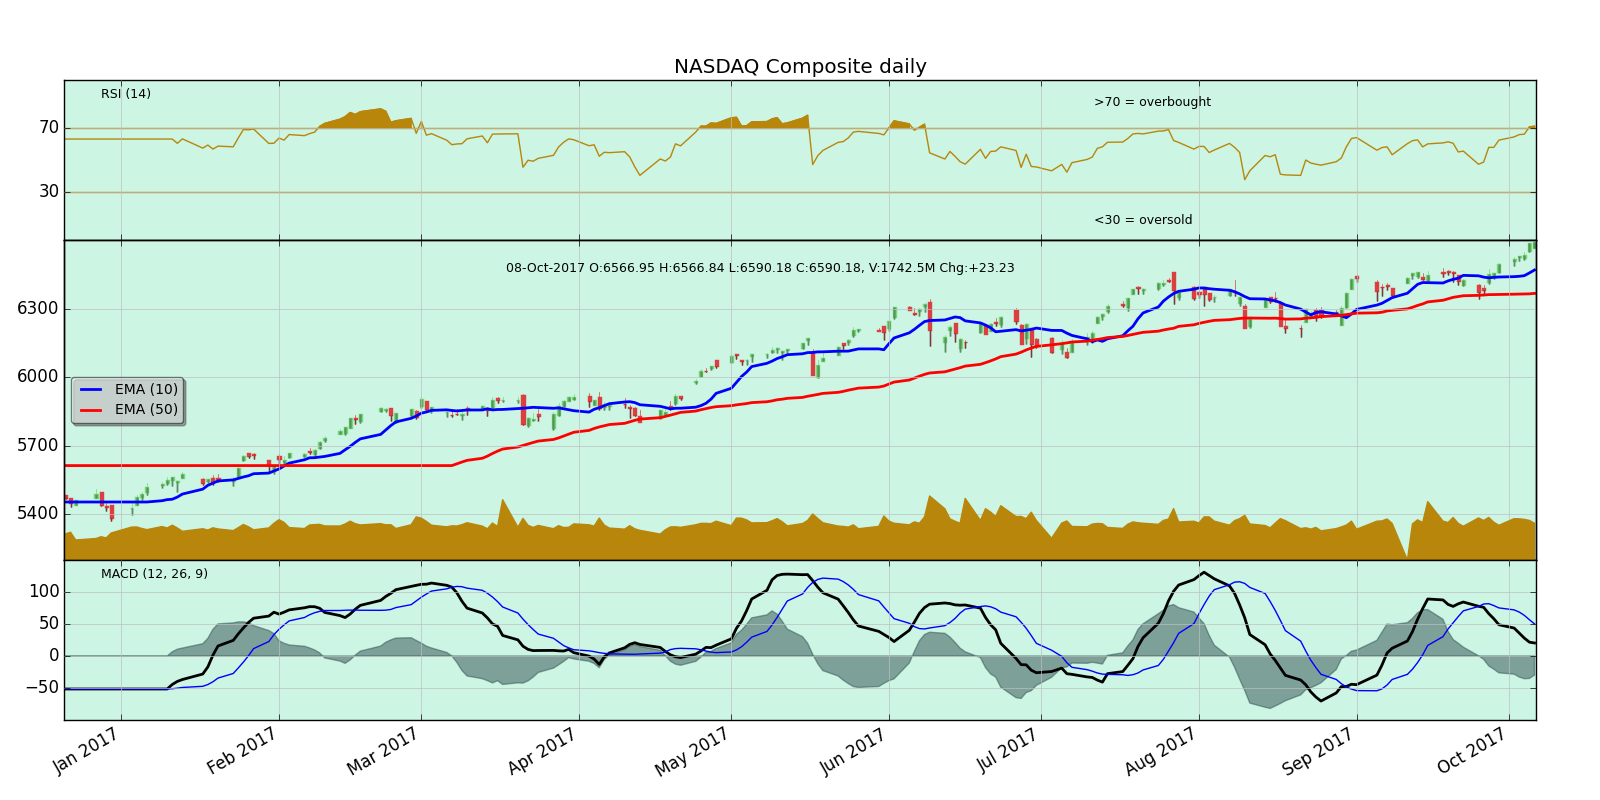 NASDAQ Composite daily
RSI (14)
>70 = overbought
70
30
<30 = oversold
08-Oct-2017 O:6566.95 H:6566.84 L:6590.18 C:6590.18, V:1742.5M Chg:+23.23
6300
6000
EMA (10)
EMA (50)
5700
5400
MACD (12, 26, 9)
100
50
0
−50
Jan 2017
Feb 2017
Mar 2017
Apr 2017
May 2017
Jun 2017
Jul 2017
Aug 2017
Sep 2017
Oct 2017